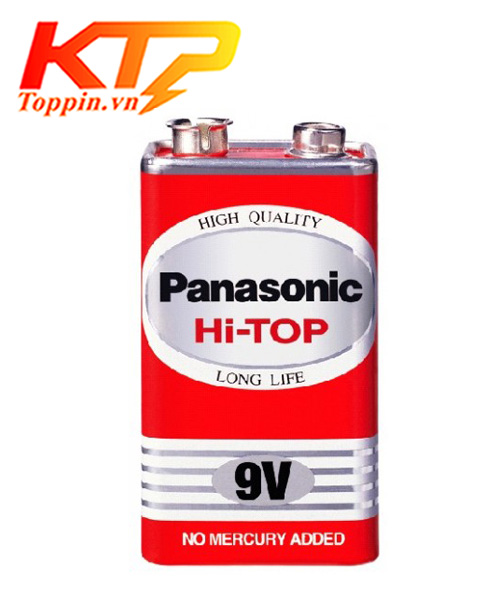 KTP
Toppin.vn
HIGH QUALITY
Panasonic
Hi-TOP
LONG LIFE
9V
NO MERCURY ADDED